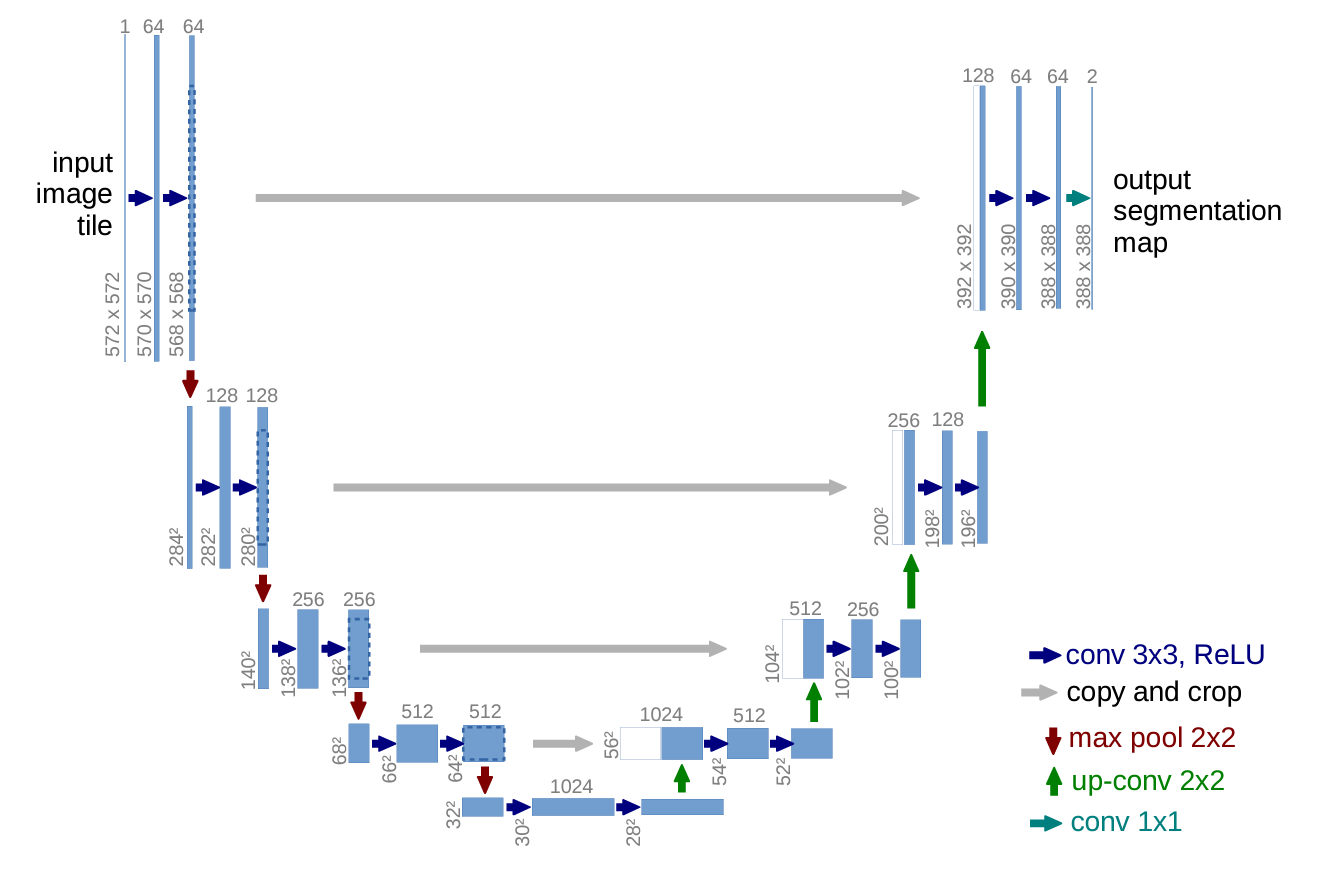 1 64 64
128 64 64 2
input
image
tile
572 x 572
570 x 570
568 x 568
392 x 392
390 x 390
388 x 388
388 x 388
output
segmentation
map
128 128
284²
282²
280²
256 128
200²
198²
196²
256 256
140²
138²
136²
512 256
104²
102²
100²
512 512
68²
66²
64²
1024 512
56²
54²
52²
1024
32²
30²
28²
conv 3x3, ReLU
copy and crop
max pool 2x2
up-conv 2x2
conv 1x1